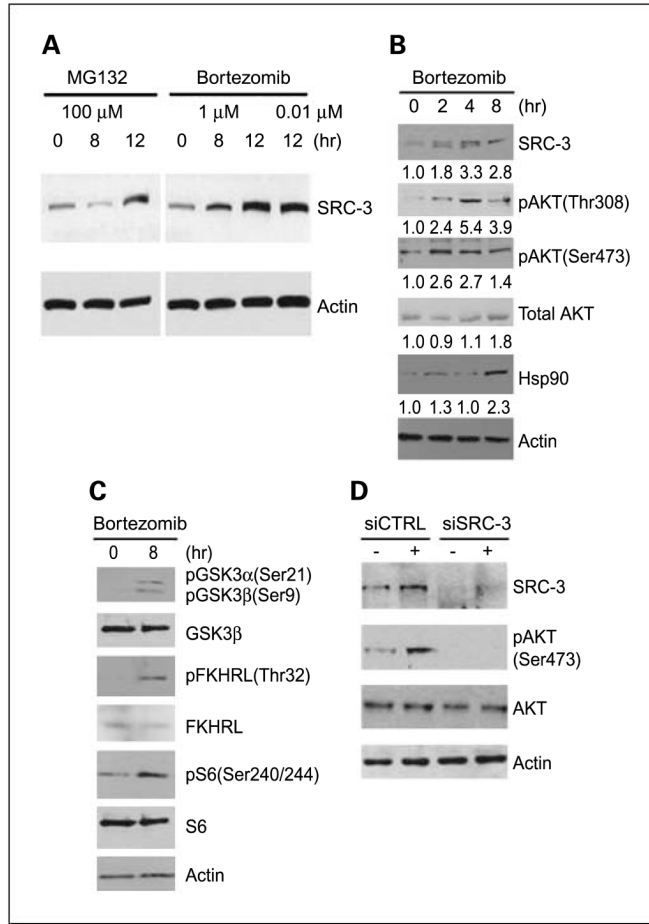 A
MG132 Bortezomib
100 μM 1 μM 0.01 μM
0 8 12 0 8 12 12 (hr)
SRC-3
Actin
B
Bortezomib
0 2 4 8 (hr)
SRC-3
1.0 1.8 3.3 2.8
pAKT(Thr308)
1.0 2.4 5.4 3.9
pAKT(Ser473)
1.0 2.6 2.7 1.4
Total AKT
1.0 0.9 1.1 1.8
Hsp90
1.0 1.3 1.0 2.3
Actin
C
Bortezomib
0 8 (hr)
pGSK3α(Ser21)
pGSK3β(Ser9)
GSK3β
pFKHRL(Thr32)
FKHRL
pS6(Ser240/244)
S6
Actin
D
siCTRL siSRC-3
- + - +
SRC-3
pAKT
(Ser473)
AKT
Actin